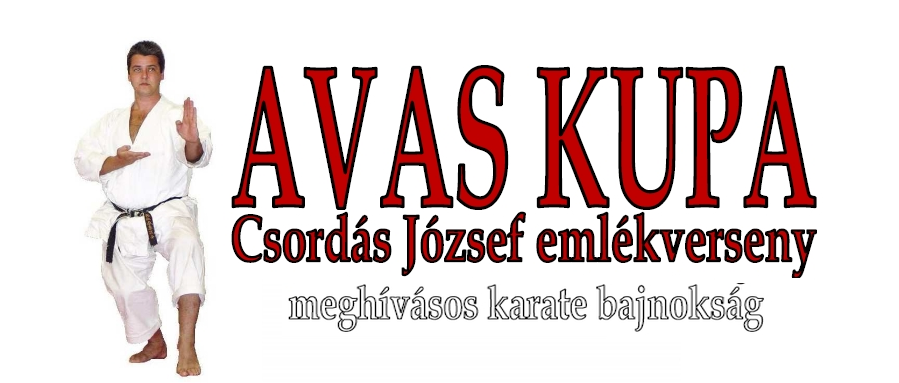 AVAS KUPA
Csordás József emlékverseny
meghívásos karate bajnokság